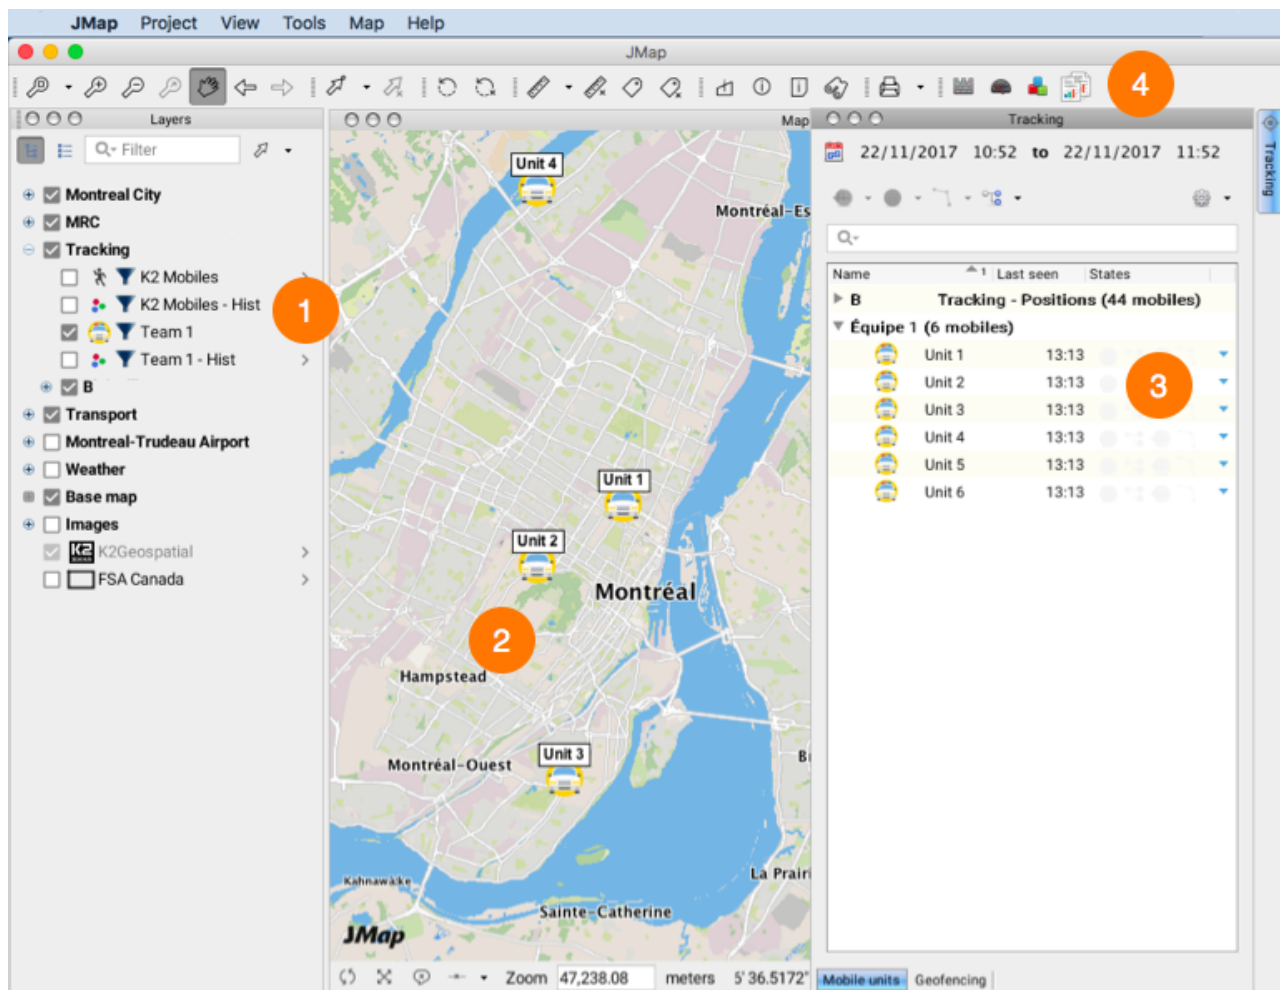 JMap Project View Tools Map Help
JMap
4
Layers
Filter
Montreal City
MRC
Tracking
K2 Mobiles
K2 Mobiles - Hist
1
Team 1
Team 1 - Hist
B
Transport
Montreal-Trudeau Airport
Weather
Base map
Images
K2 K2Geospatial
FSA Canada
Map
Unit 4
Montréal-Es
Unit 1
Unit 2
Montréal
2
Hampstead
Unit 3
Montréal-Ouest
B
La Prairi
Kahnawàke
Sainte-Catherine
JMap
Zoom 47,238.08 meters 5'36.5172"
Tracking
22/11/2017 10:52 to 22/11/2017 11:52
Name 1 Last seen States
B Tracking - Positions (44 mobiles)
Équipe 1 (6 mobiles)
Unit 1 13:13
Unit 2 13:13
3
Unit 3 13:13
Unit 4 13:13
Unit 5 13:13
Unit 6 13:13
Mobile units Geofencing
Tracking